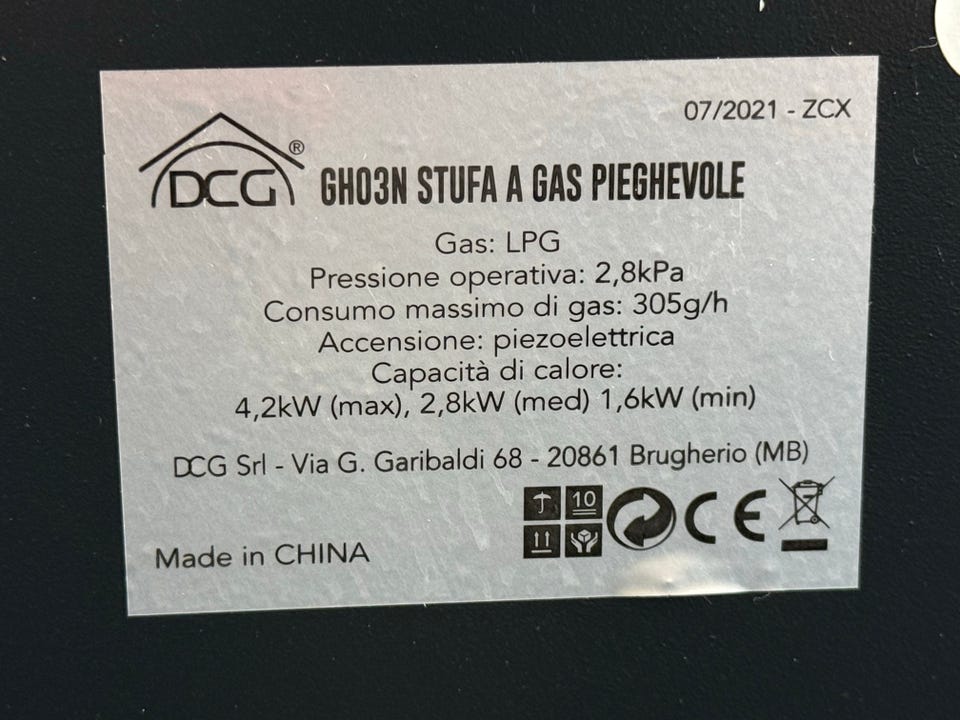 07/2021 - ZCX
DCG®
GH03N STUFA A GAS PIEGHEVOLE
Gas: LPG
Pressione operativa: 2,8kPa
Consumo massimo di gas: 305g/h
Accensione: piezoelettrica
Capacità di calore:
4,2kW (max), 2,8kW (med) 1,6kW (min)
DCG Srl - Via G. Garibaldi 68 - 20861 Brugherio (MB)
10
CE
Made in CHINA